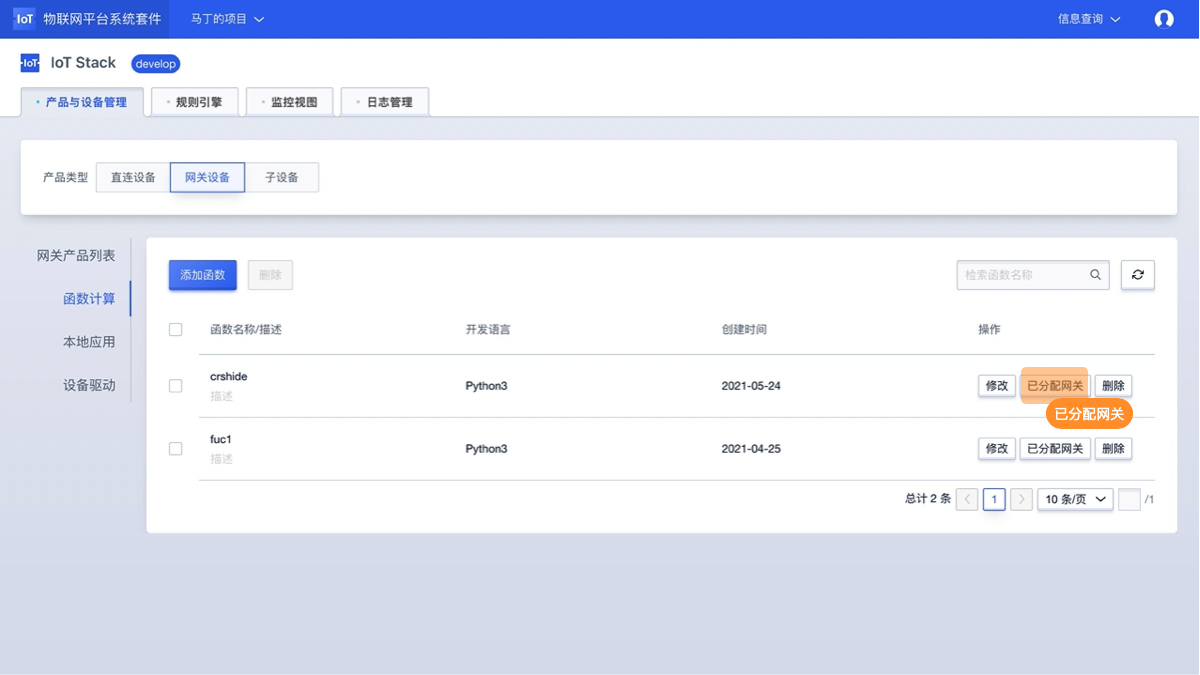 IoT 物联网平台系统套件 马丁的项目 信息查询
IoT IoT Stack develop
产品与设备管理 规则引擎 监控视图 日志管理
产品类型 直连设备 网关设备 子设备
网关产品列表
函数计算
本地应用
设备驱动
添加函数 删除 检索函数名称
函数名称/描述 开发语言 创建时间 操作
crshide
描述
Python3 2021-05-24 修改 已分配网关 删除
已分配网关
fuc1
描述
Python3 2021-04-25 修改 已分配网关 删除
总计 2 条 1 10 条/页 /1